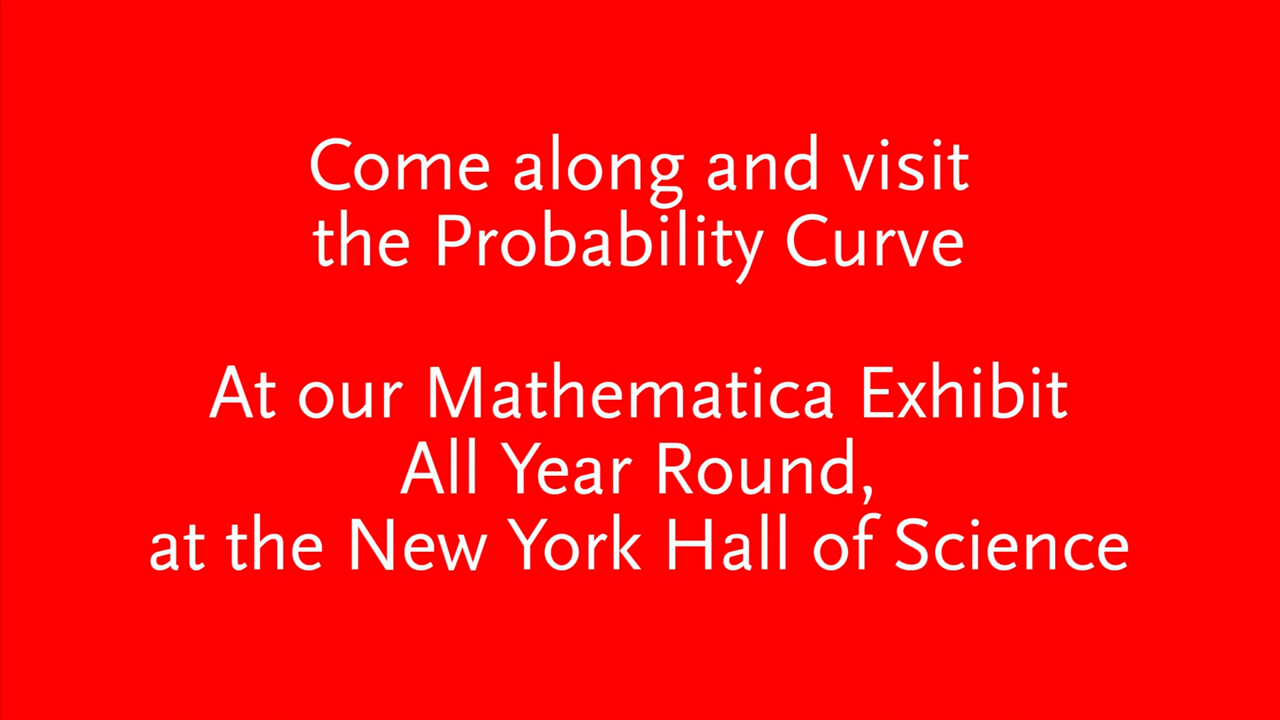 Come along and visit
the Probability Curve
At our Mathematica Exhibit
All Year Round,
at the New York Hall of Science